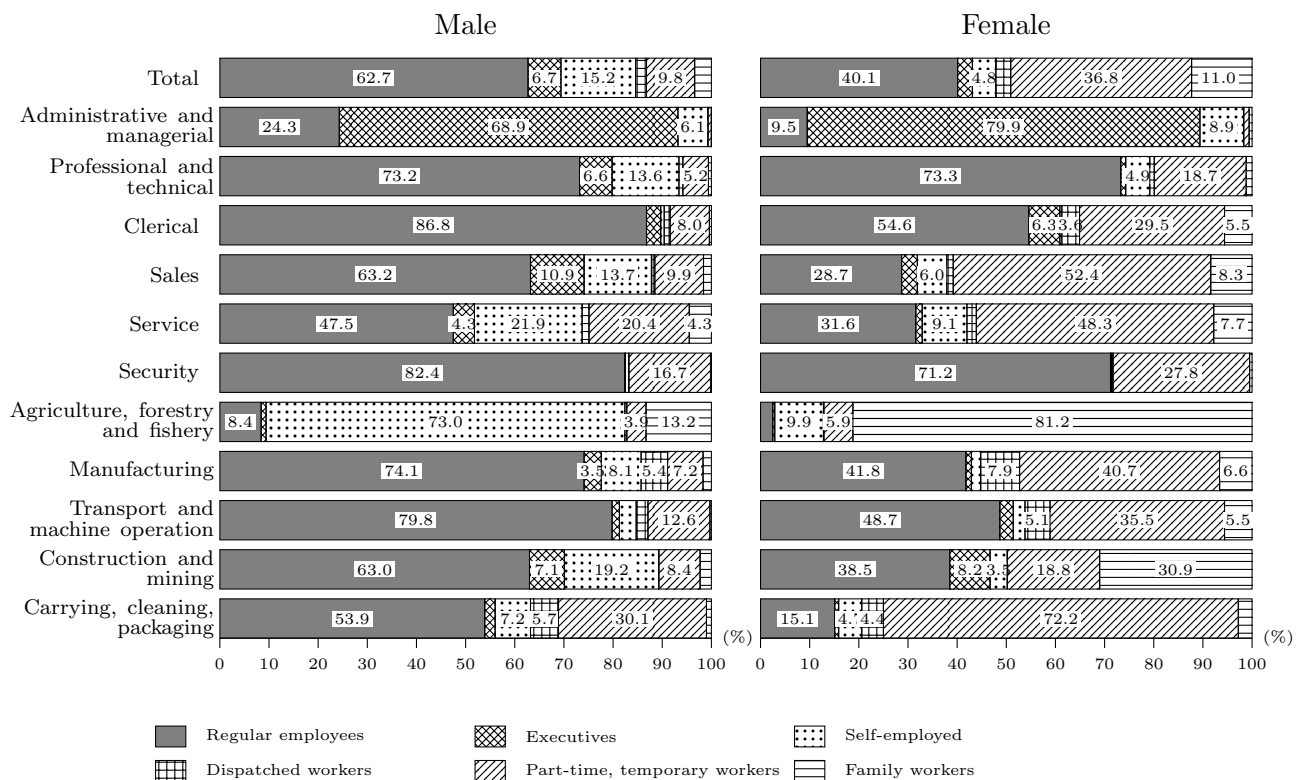 Male Female
Total 62.7 6.7 15.2 9.8 40.1 4.8 36.8 11.0
Administrative and
managerial 24.3 68.9 6.1 9.5 79.9 8.9
Professional and
technical 73.2 6.6 13.6 5.2 73.3 4.9 18.7
Clerical 86.8 8.0 54.6 6.3 3.6 29.5 5.5
Sales 63.2 10.9 13.7 9.9 28.7 6.0 52.4 8.3
Service 47.5 4.3 21.9 20.4 4.3 31.6 9.1 48.3 7.7
Security 82.4 16.7 71.2 27.8
Agriculture, forestry
and fishery 8.4 73.0 3.9 13.2 9.9 5.9 81.2
Manufacturing 74.1 3.5 8.1 5.4 7.2 41.8 7.9 40.7 6.6
Transport and
machine operation 79.8 12.6 48.7 5.1 35.5 5.5
Construction and
mining 63.0 7.1 19.2 8.4 38.5 8.2 3.5 18.8 30.9
Carrying, cleaning,
packaging 53.9 7.2 5.7 30.1 15.1 4.4 72.2
(%) (%)
0 10 20 30 40 50 60 70 80 90 100 0 10 20 30 40 50 60 70 80 90 100
Regular employees Executives Self-employed
Dispatched workers Part-time, temporary workers Family workers